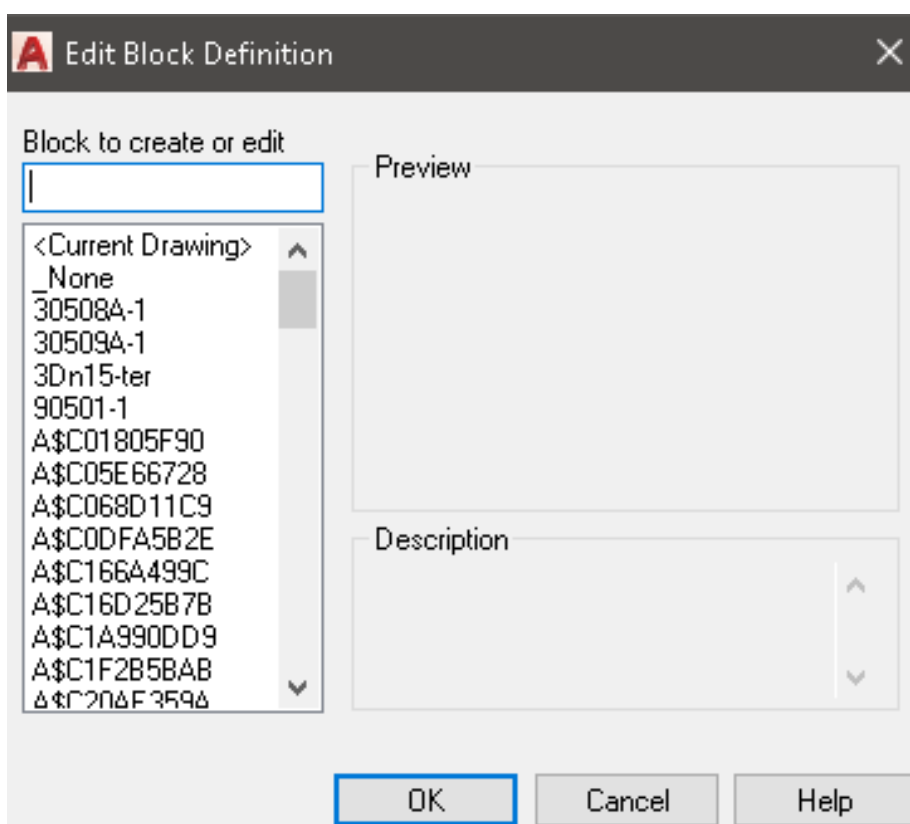 Edit Block Definition
Block to create or edit
<Current Drawing>
_None
30508A-1
30509A-1
3Dn15-ter
90501-1
A$C01805F90
A$C05E66728
A$C068D11C9
A$C0DFA5B2E
A$C166A499C
A$C16D25B7B
A$C1A990DD9
A$C1F2B5BAB
A$C20AE359A
Preview
Description
OK Cancel Help